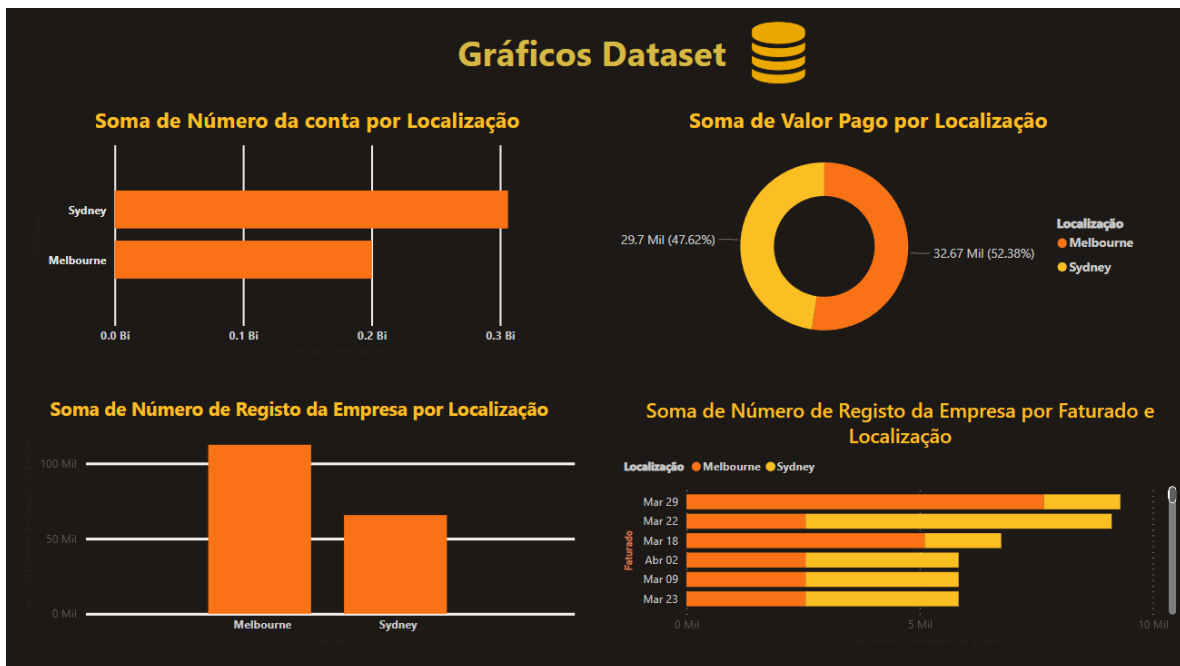 Gráficos Dataset
Soma de Número da conta por Localização
Sydney
Melbourne
0.0 Bi
0.1 Bi
0.2 Bi
0.3 Bi
Soma de Valor Pago por Localização
29.7 Mil (47.62%)
32.67 Mil (52.38%)
Localização
Melbourne
Sydney
Soma de Número de Registo da Empresa por Localização
100 Mil
50 Mil
0 Mil
Melbourne
Sydney
Soma de Número de Registo da Empresa por Faturado e
Localização
Localização Melbourne Sydney
Faturado
Mar 29
Mar 22
Mar 18
Abr 02
Mar 09
Mar 23
0 Mil
5 Mil
10 Mil